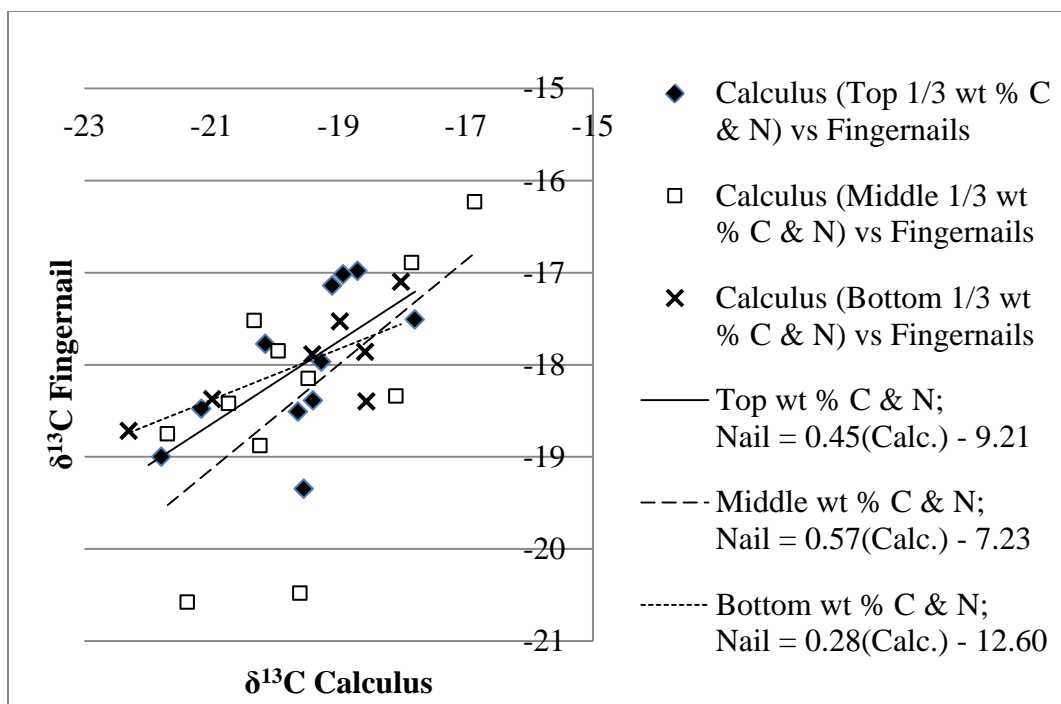 -15
-23 -21 -19 -17 -15
-16
-17
-18
-19
-20
-21
δ¹³C Fingernail
δ¹³C Calculus
Calculus (Top 1/3 wt % C
& N) vs Fingernails
Calculus (Middle 1/3 wt
% C & N) vs Fingernails
Calculus (Bottom 1/3 wt
% C & N) vs Fingernails
Top wt % C & N;
Nail = 0.45(Calc.) - 9.21
Middle wt % C & N;
Nail = 0.57(Calc.) - 7.23
Bottom wt % C & N;
Nail = 0.28(Calc.) - 12.60